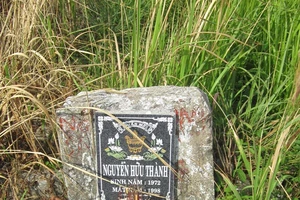 NGUYỄN HỮU THÀNH
SINH NĂM : 1972
MẤT : 1998